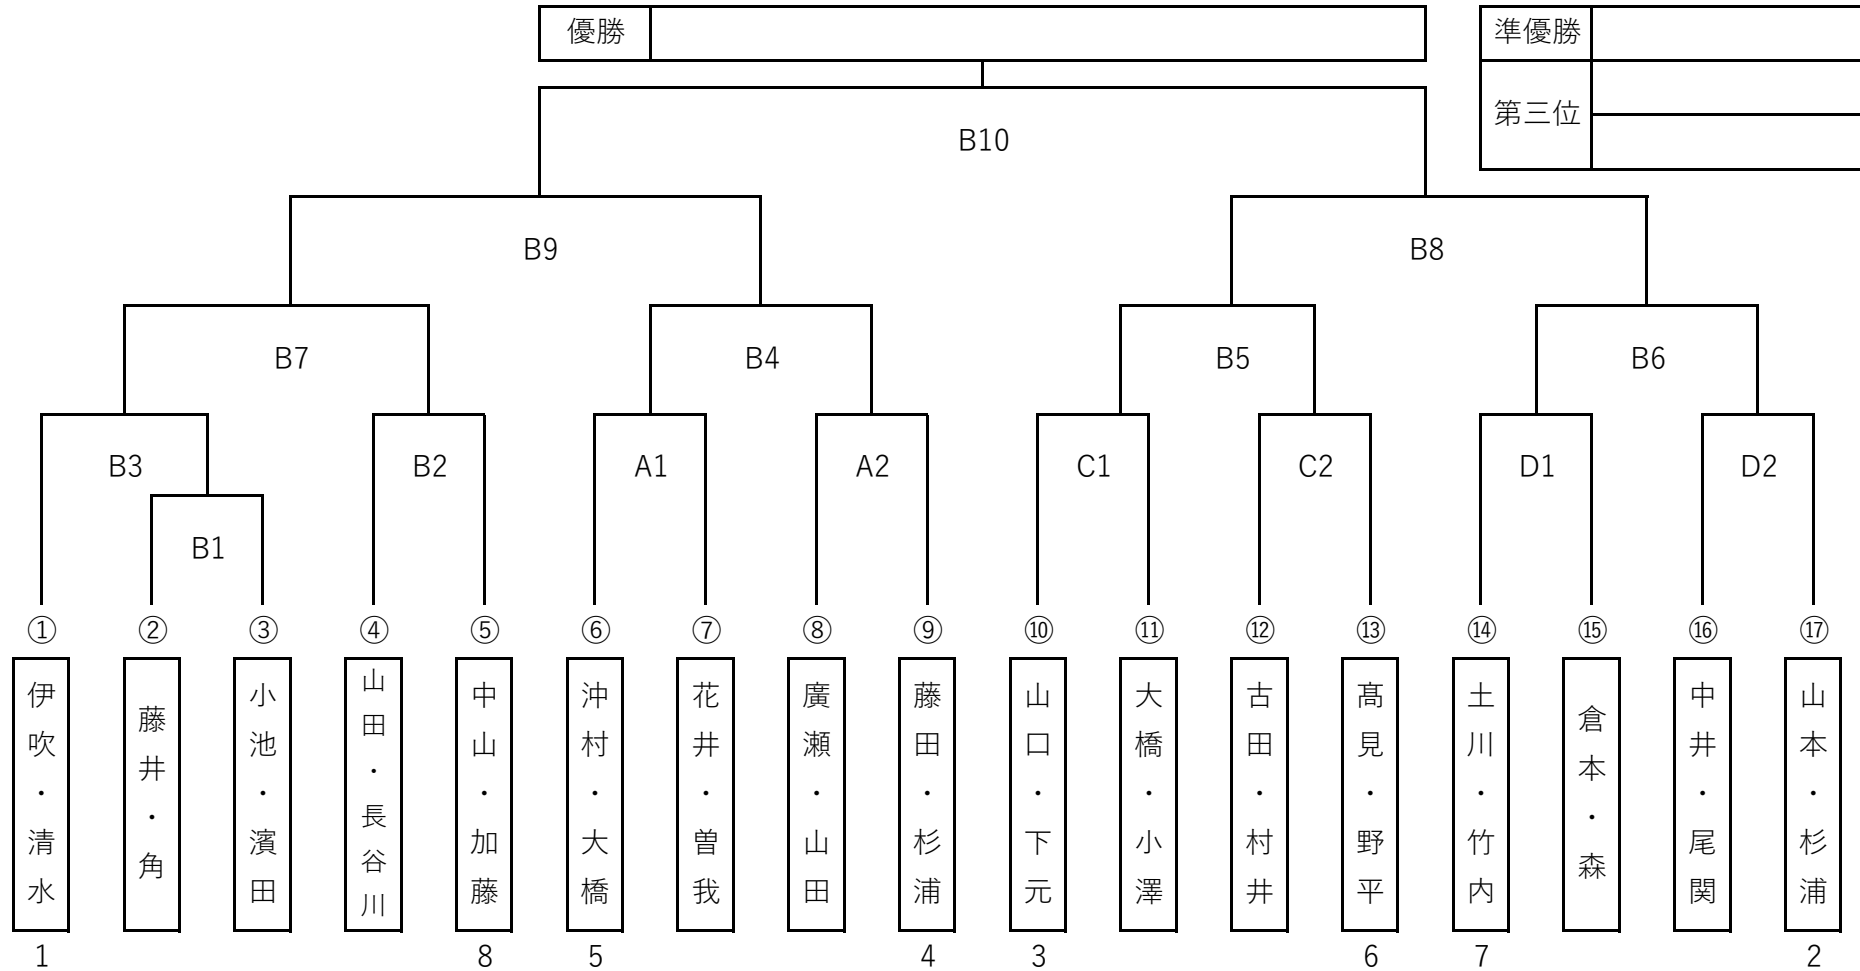 優勝
準優勝
第三位
B10
B9
B8
B7
B4
B5
B6
B3
B2
A1
A2
C1
C2
D1
D2
B1
① ② ③ ④ ⑤ ⑥ ⑦ ⑧ ⑨ ⑩ ⑪ ⑫ ⑬ ⑭ ⑮ ⑯ ⑰
伊吹・清水
藤井・角
小池・濱田
山田・長谷川
中山・加藤
沖村・大橋
花井・曽我
廣瀬・山田
藤田・杉浦
山口・下元
大橋・小澤
古田・村井
髙見・野平
土川・竹内
倉本・森
中井・尾関
山本・杉浦
1 8 5 4 3 6 7 2